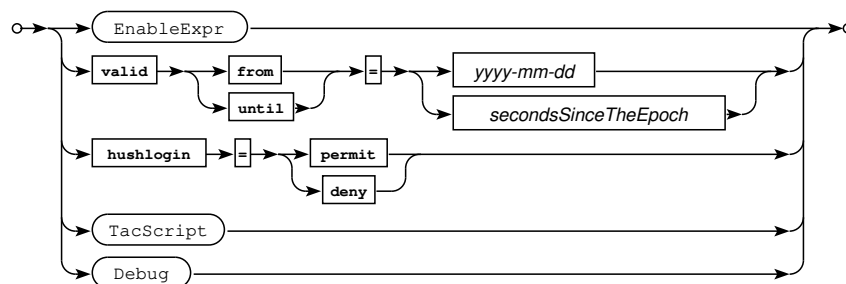 EnableExpr
valid from = yyyy-mm-dd
until secondsSinceTheEpoch
hushlogin = permit
deny
TacScript
Debug